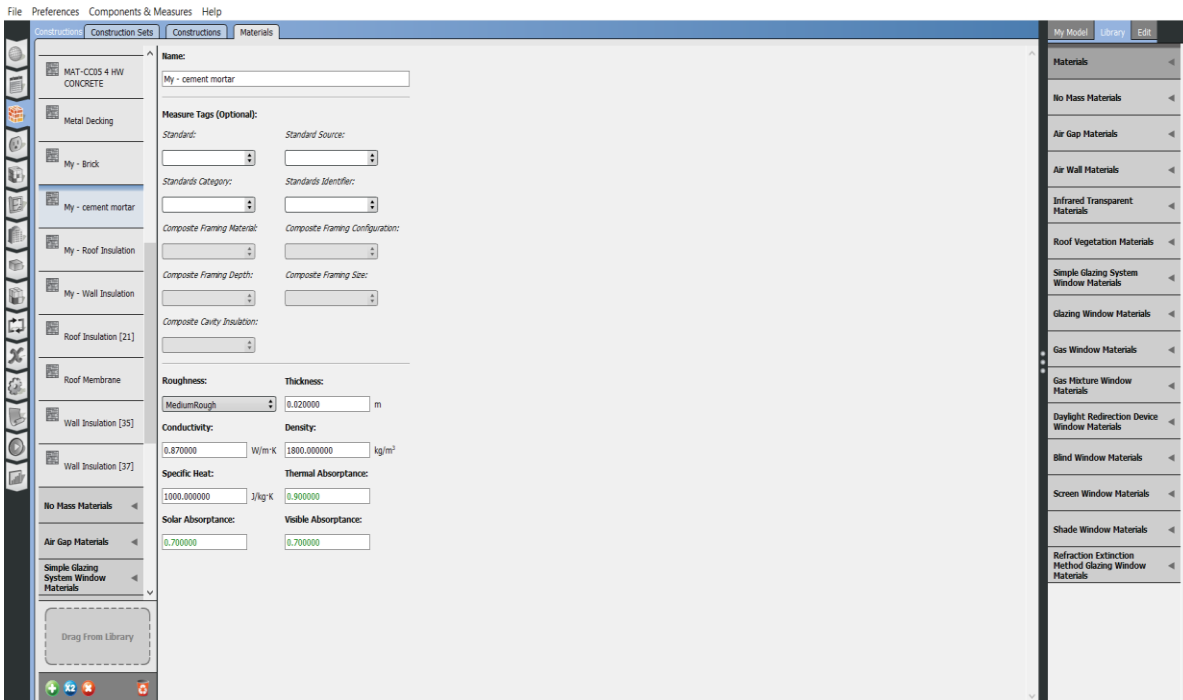 File Preferences Components & Measures Help
Constructions Construction Sets Constructions Materials
My Model Library Edit
MAT-CC05 4 HW
CONCRETE
Metal Decking
My - Brick
My - cement mortar
My - Roof Insulation
My - Wall Insulation
Roof Insulation [21]
Roof Membrane
Wall Insulation [35]
Wall Insulation [37]
No Mass Materials
Air Gap Materials
Simple Glazing
System Window
Materials
Drag From Library
x2
Name:
My - cement mortar
Measure Tags (Optional):
Standard: Standard Source:
Standards Category: Standards Identifier:
Composite Framing Material: Composite Framing Configuration:
Composite Framing Depth: Composite Framing Size:
Composite Cavity Insulation:
Roughness: Thickness:
MediumRough 0.020000 m
Conductivity: Density:
0.870000 W/m·K 1800.000000 kg/m³
Specific Heat: Thermal Absorptance:
1000.000000 J/kg·K 0.900000
Solar Absorptance: Visible Absorptance:
0.700000 0.700000
Materials
No Mass Materials
Air Gap Materials
Air Wall Materials
Infrared Transparent
Materials
Roof Vegetation Materials
Simple Glazing System
Window Materials
Glazing Window Materials
Gas Window Materials
Gas Mixture Window
Materials
Daylight Redirection Device
Window Materials
Blind Window Materials
Screen Window Materials
Shade Window Materials
Refraction Extinction
Method Glazing Window
Materials